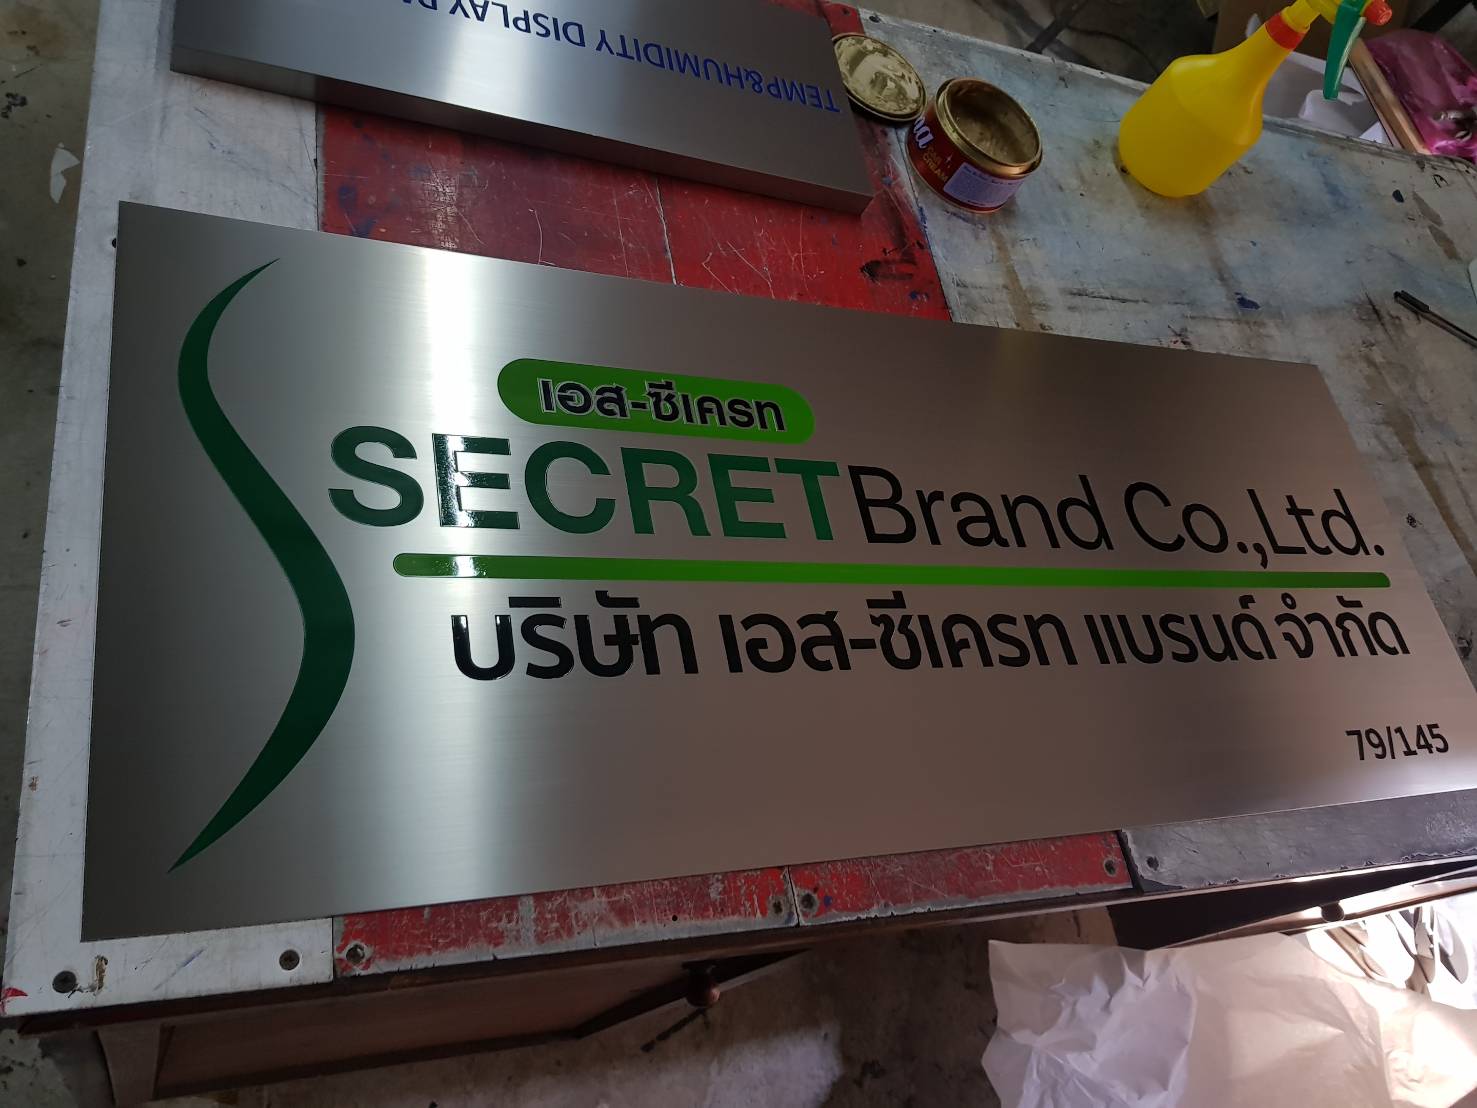 TEMP&HUMIDITY DISPLAY
CAR CREAM
เอส-ซีเครท
SECRET Brand Co.,Ltd.
บริษัท เอส-ซีเครท แบรนด์ จำกัด
79/145